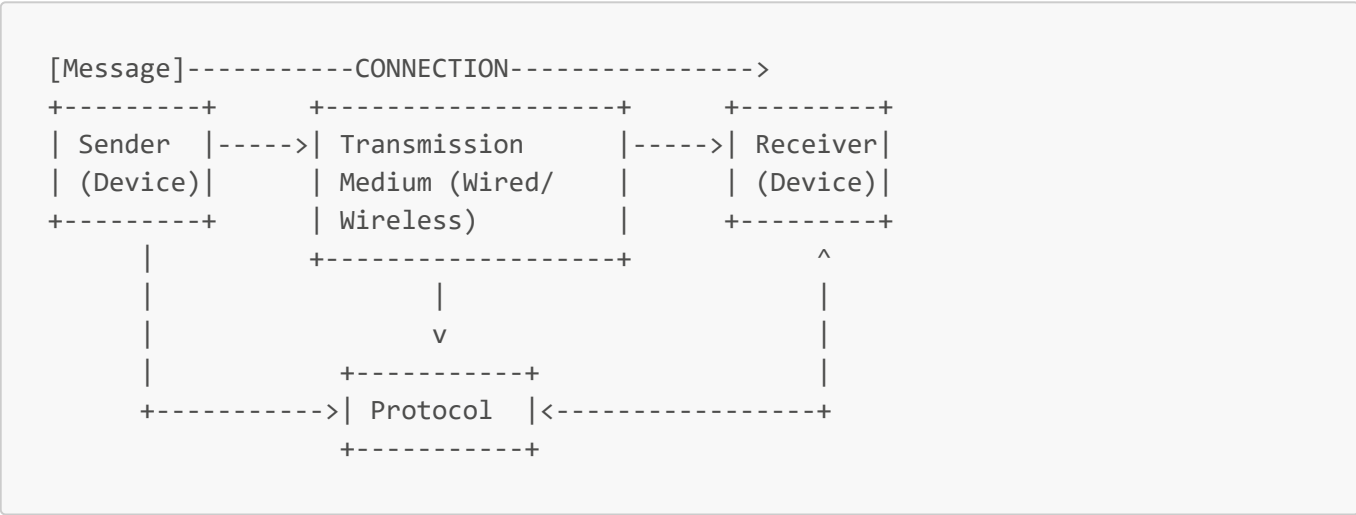 [Message]-----------CONNECTION---------------->
+---------+      +-------------------+      +---------+
| Sender  |----->| Transmission      |----->| Receiver|
| (Device)|      | Medium (Wired/    |      | (Device)|
+---------+      | Wireless)         |      +---------+
      |          +-------------------+            ^
      |                  |                        |
      |                  v                        |
      |            +-----------+                  |
      +----------->| Protocol  |<-----------------+
                   +-----------+